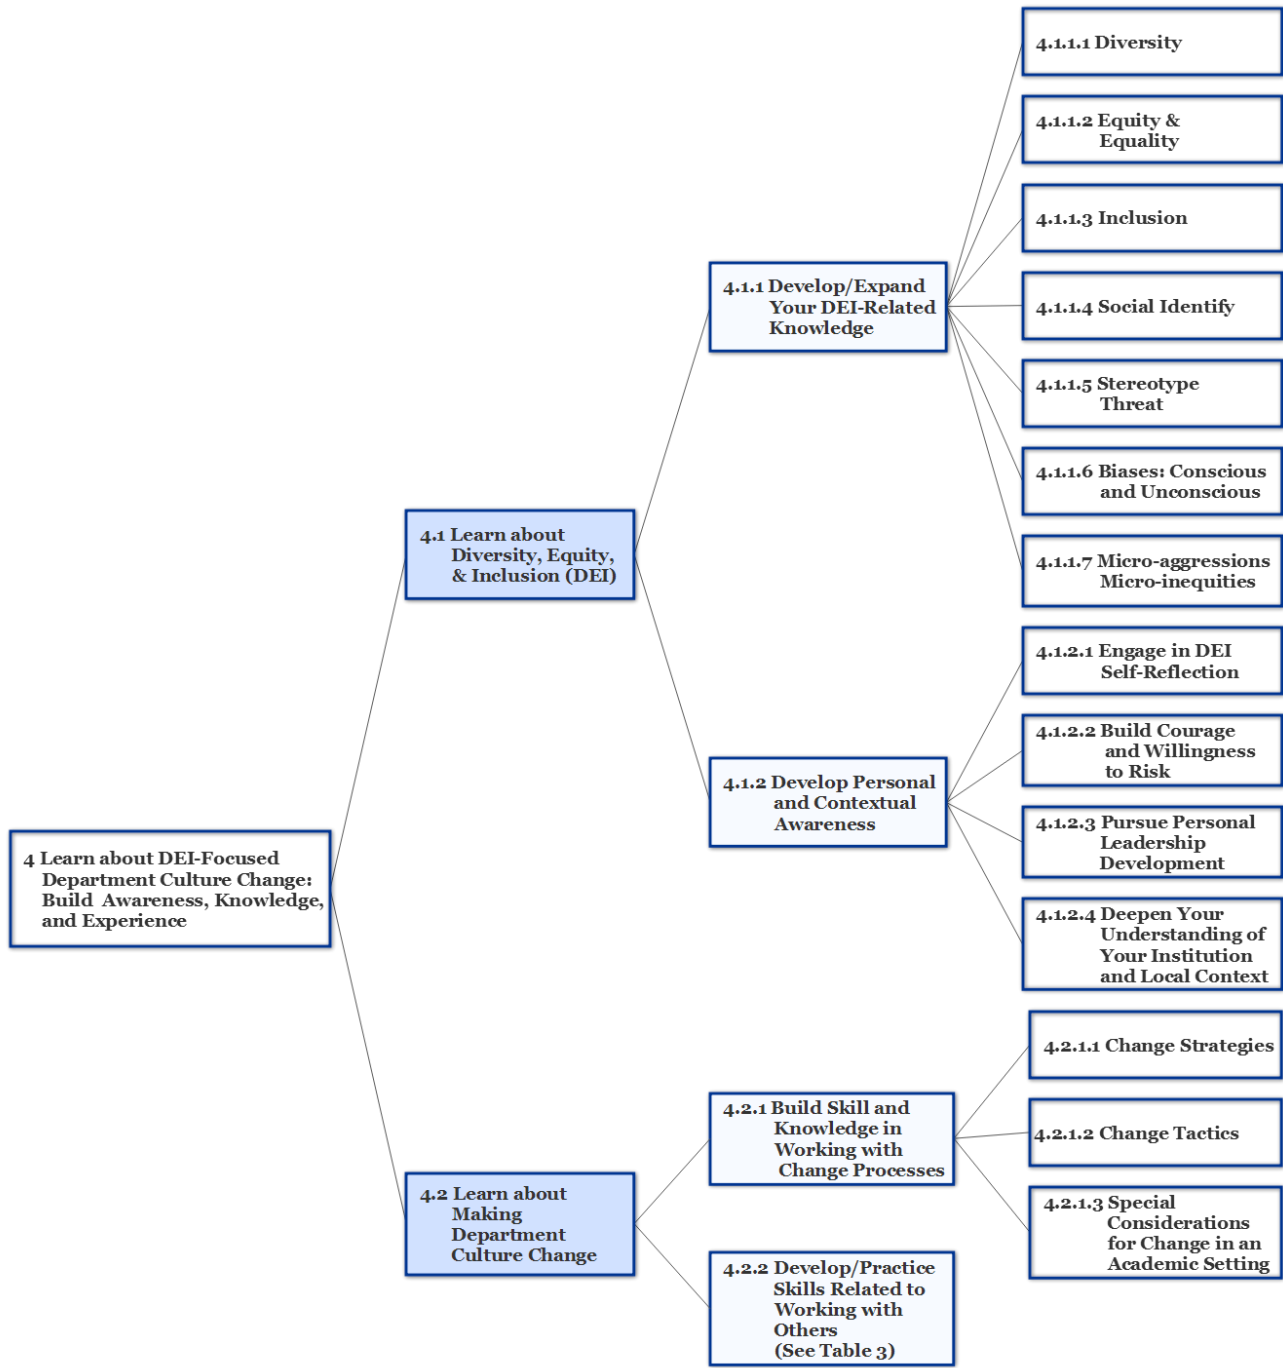 4 Learn about DEI-Focused
Department Culture Change:
Build Awareness, Knowledge,
and Experience
4.1 Learn about
Diversity, Equity,
& Inclusion (DEI)
4.1.1 Develop/Expand
Your DEI-Related
Knowledge
4.1.1.1 Diversity
4.1.1.2 Equity &
Equality
4.1.1.3 Inclusion
4.1.1.4 Social Identify
4.1.1.5 Stereotype
Threat
4.1.1.6 Biases: Conscious
and Unconscious
4.1.1.7 Micro-aggressions
Micro-inequities
4.1.2 Develop Personal
and Contextual
Awareness
4.1.2.1 Engage in DEI
Self-Reflection
4.1.2.2 Build Courage
and Willingness
to Risk
4.1.2.3 Pursue Personal
Leadership
Development
4.1.2.4 Deepen Your
Understanding of
Your Institution
and Local Context
4.2 Learn about
Making
Department
Culture Change
4.2.1 Build Skill and
Knowledge in
Working with
Change Processes
4.2.1.1 Change Strategies
4.2.1.2 Change Tactics
4.2.1.3 Special
Considerations
for Change in an
Academic Setting
4.2.2 Develop/Practice
Skills Related to
Working with
Others
(See Table 3)